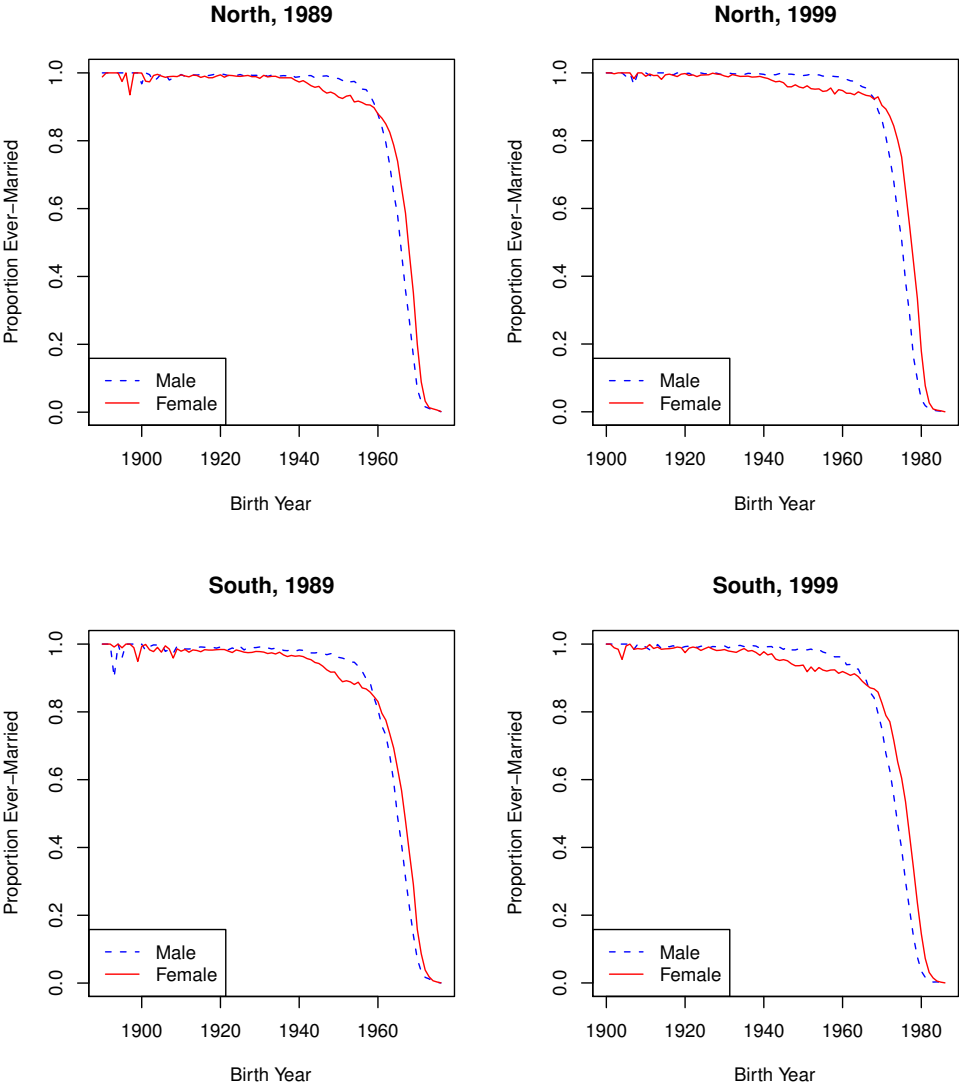 North, 1989
Proportion Ever−Married
1.0
0.8
0.6
0.4
0.2
0.0
Male
Female
1900 1920 1940 1960
Birth Year
North, 1999
Proportion Ever−Married
1.0
0.8
0.6
0.4
0.2
0.0
Male
Female
1900 1920 1940 1960 1980
Birth Year
South, 1989
Proportion Ever−Married
1.0
0.8
0.6
0.4
0.2
0.0
Male
Female
1900 1920 1940 1960
Birth Year
South, 1999
Proportion Ever−Married
1.0
0.8
0.6
0.4
0.2
0.0
Male
Female
1900 1920 1940 1960 1980
Birth Year